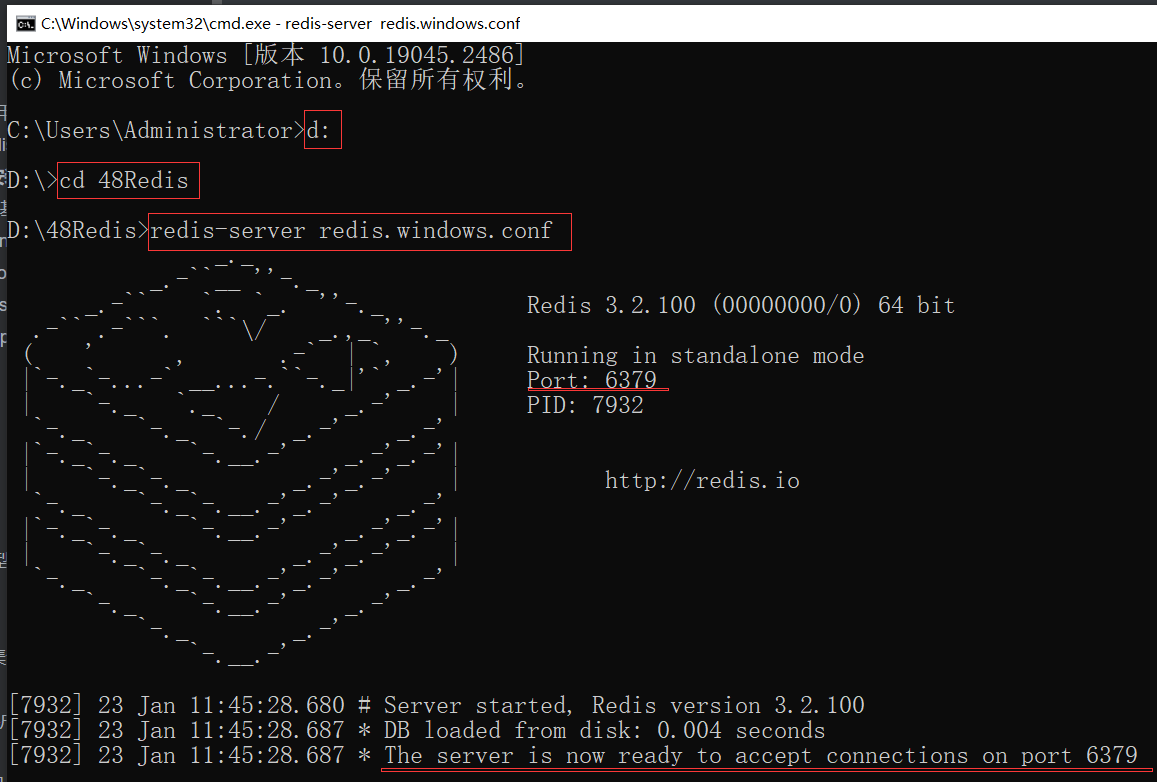 C:\Windows\system32\cmd.exe - redis-server  redis.windows.conf
Microsoft Windows [版本 10.0.19045.2486]
(c) Microsoft Corporation。保留所有权利。
C:\Users\Administrator>d:
D:\>cd 48Redis
D:\48Redis>redis-server redis.windows.conf
Redis 3.2.100 (00000000/0) 64 bit
Running in standalone mode
Port: 6379
PID: 7932
http://redis.io
[7932] 23 Jan 11:45:28.680 # Server started, Redis version 3.2.100
[7932] 23 Jan 11:45:28.687 * DB loaded from disk: 0.004 seconds
[7932] 23 Jan 11:45:28.687 * The server is now ready to accept connections on port 6379